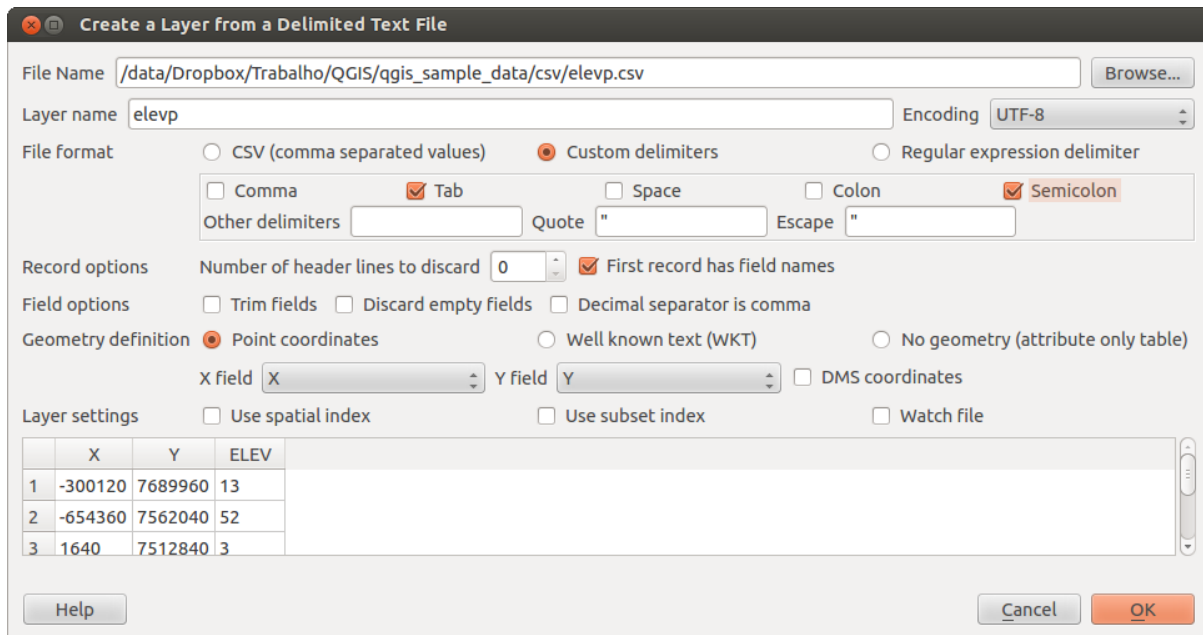 Create a Layer from a Delimited Text File
File Name /data/Dropbox/Trabalho/QGIS/qgis_sample_data/csv/elevp.csv Browse...
Layer name elevp Encoding UTF-8
File format CSV (comma separated values) Custom delimiters Regular expression delimiter
Comma Tab Space Colon Semicolon
Other delimiters Quote " Escape "
Record options Number of header lines to discard 0 First record has field names
Field options Trim fields Discard empty fields Decimal separator is comma
Geometry definition Point coordinates Well known text (WKT) No geometry (attribute only table)
X field X Y field Y DMS coordinates
Layer settings Use spatial index Use subset index Watch file
X Y ELEV
1 -300120 7689960 13
2 -654360 7562040 52
3 1640 7512840 3
Help Cancel OK